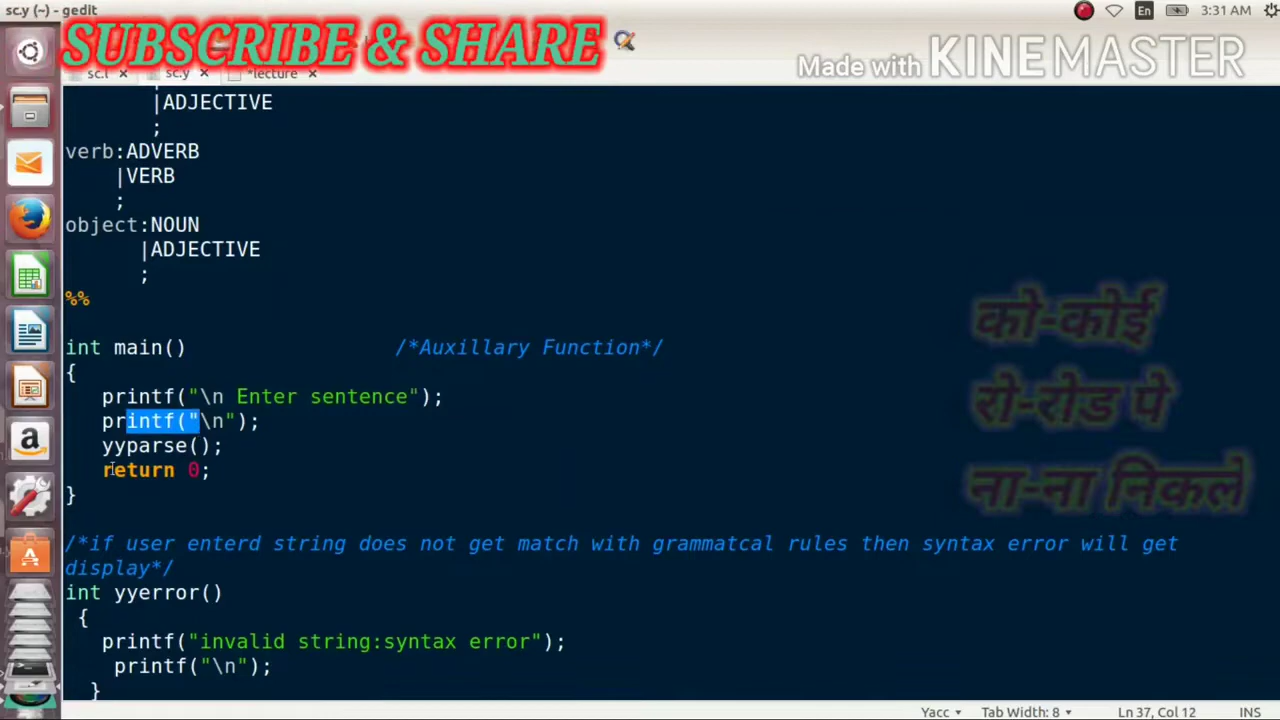 sc.y (~) - gedit
En
3:31 AM
SUBSCRIBE & SHARE
Made with KINEMASTER
sc.l
sc.y
*lecture
|ADJECTIVE
;
verb:ADVERB
|VERB
;
object:NOUN
|ADJECTIVE
;
%%
int main() /*Auxillary Function*/
{
printf("\n Enter sentence");
printf("\n");
yyparse();
return 0;
}
/*if user enterd string does not get match with grammatcal rules then syntax error will get
display*/
int yyerror()
{
printf("invalid string:syntax error");
printf("\n");
}
को-कोई
रो-रोड पे
ना-ना निकले
Yacc
Tab Width: 8
Ln 37, Col 12
INS